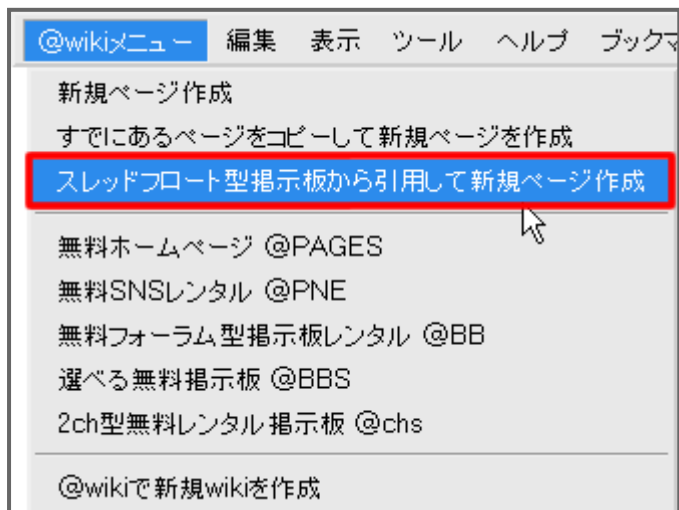 @wikiメニュー 編集 表示 ツール ヘルプ ブックマ
新規ページ作成
すでにあるページをコピーして新規ページを作成
スレッドフロート型掲示板から引用して新規ページ作成
無料ホームページ @PAGES
無料SNSレンタル @PNE
無料フォーラム型掲示板レンタル @BB
選べる無料掲示板 @BBS
2ch型無料レンタル掲示板 @chs
@wikiで新規wikiを作成